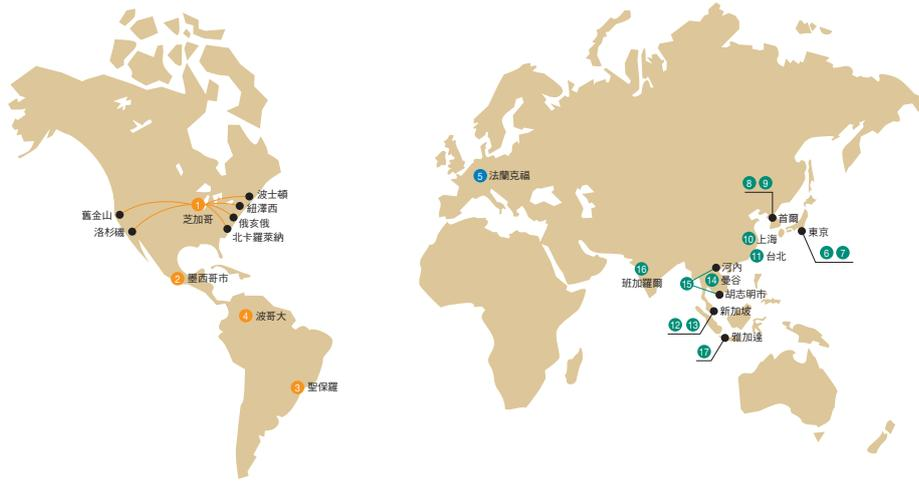 1
波士頓
紐澤西
俄亥俄
北卡羅萊納
芝加哥
舊金山
洛杉磯
2 墨西哥市
4 波哥大
3 聖保羅
5 法蘭克福
8 9
首爾
東京
6 7
10 上海
11 台北
16
班加羅爾
河內
14 曼谷
15
胡志明市
新加坡
12 13
雅加達
17